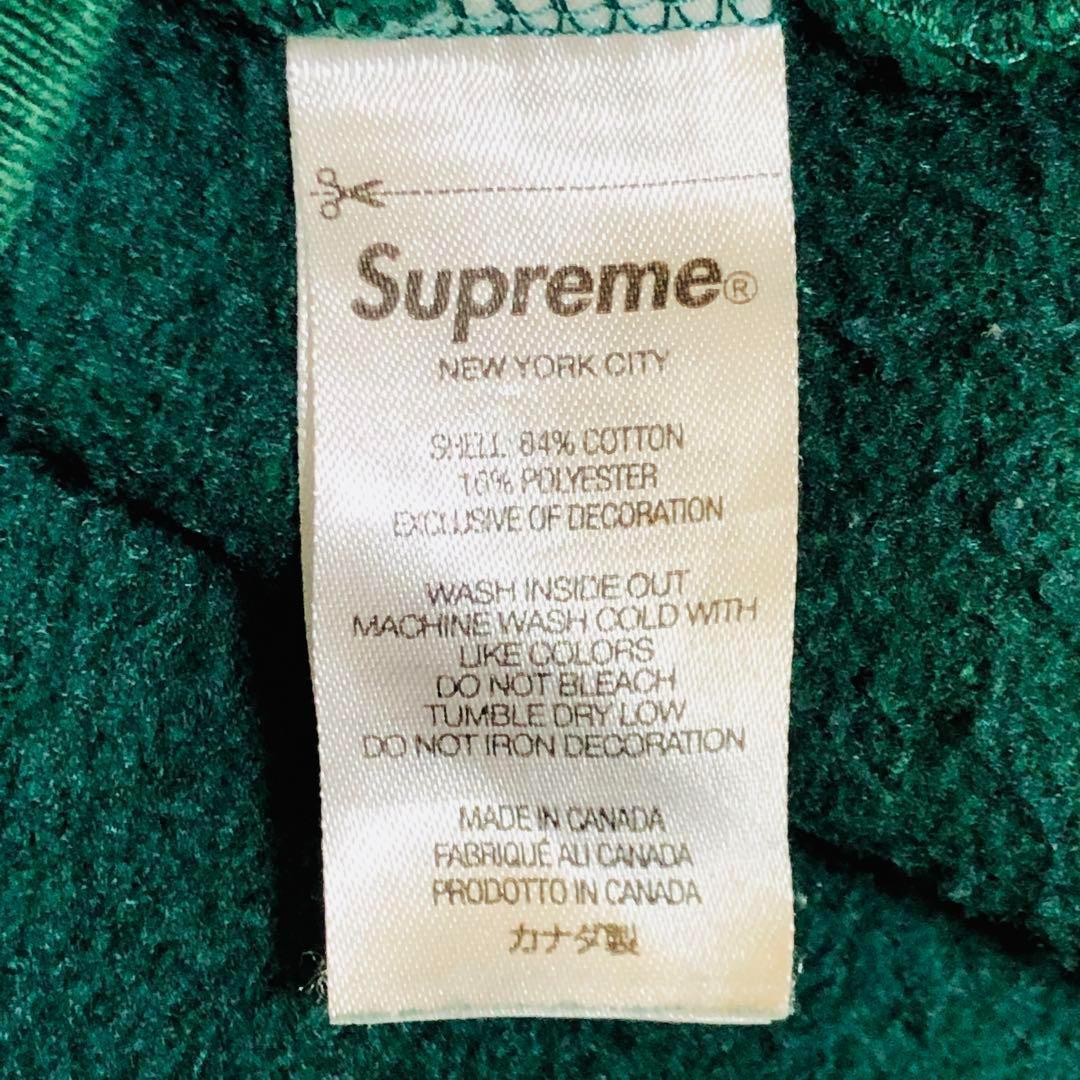 Supreme®
NEW YORK CITY
SHELL: 84% COTTON
16% POLYESTER
EXCLUSIVE OF DECORATION
WASH INSIDE OUT
MACHINE WASH COLD WITH
LIKE COLORS
DO NOT BLEACH
TUMBLE DRY LOW
DO NOT IRON DECORATION
MADE IN CANADA
FABRIQUÉ AU CANADA
PRODOTTO IN CANADA
カナダ製